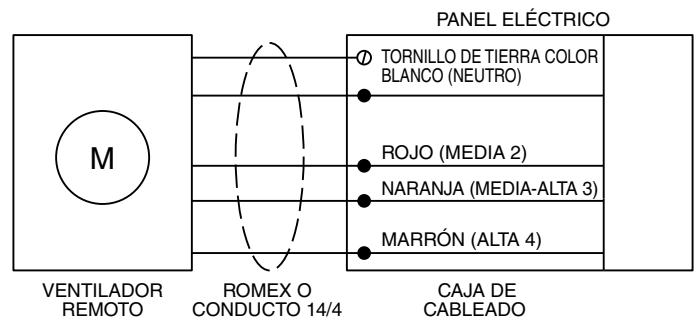 PANEL ELÉCTRICO
TORNILLO DE TIERRA COLOR
BLANCO (NEUTRO)
M
ROJO (MEDIA 2)
NARANJA (MEDIA-ALTA 3)
MARRÓN (ALTA 4)
VENTILADOR
REMOTO
ROMEX O
CONDUCTO 14/4
CAJA DE
CABLEADO